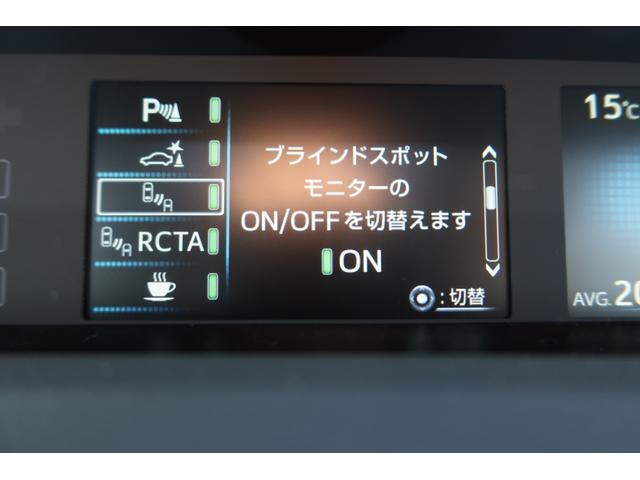 P
RCTA
ブラインドスポット
モニターの
ON/OFFを切替えます
ON
:切替
15℃
AVG. 20